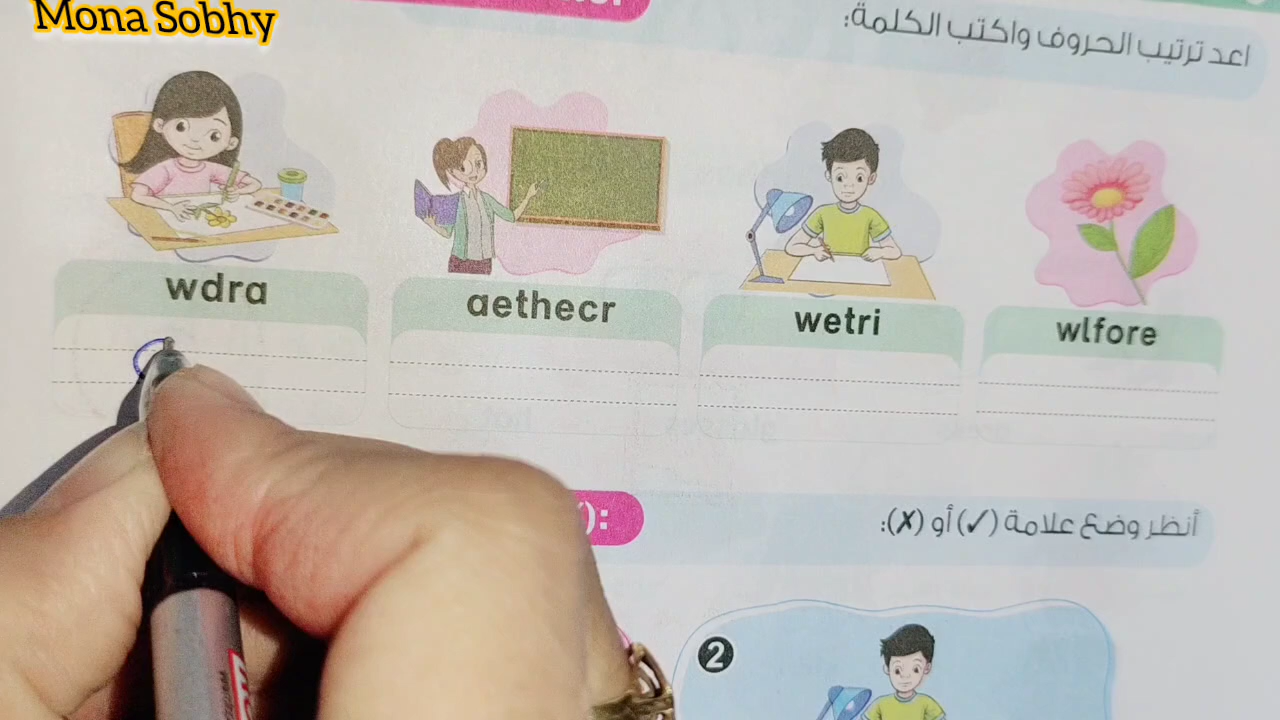 Mona Sobhy
اعد ترتيب الحروف واكتب الكلمة:
wdra
aethecr
wetri
wlfore
أنظر وضع علامة (✓) أو (✗):
):
2